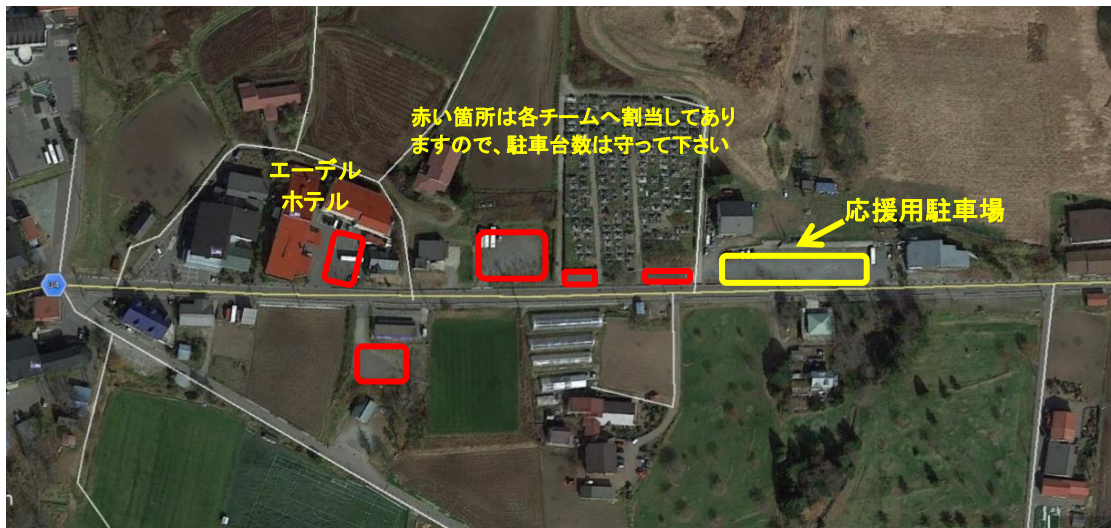 赤い箇所は各チームへ割当してあり
ますので、駐車台数は守って下さい
エーデル
ホテル
応援用駐車場